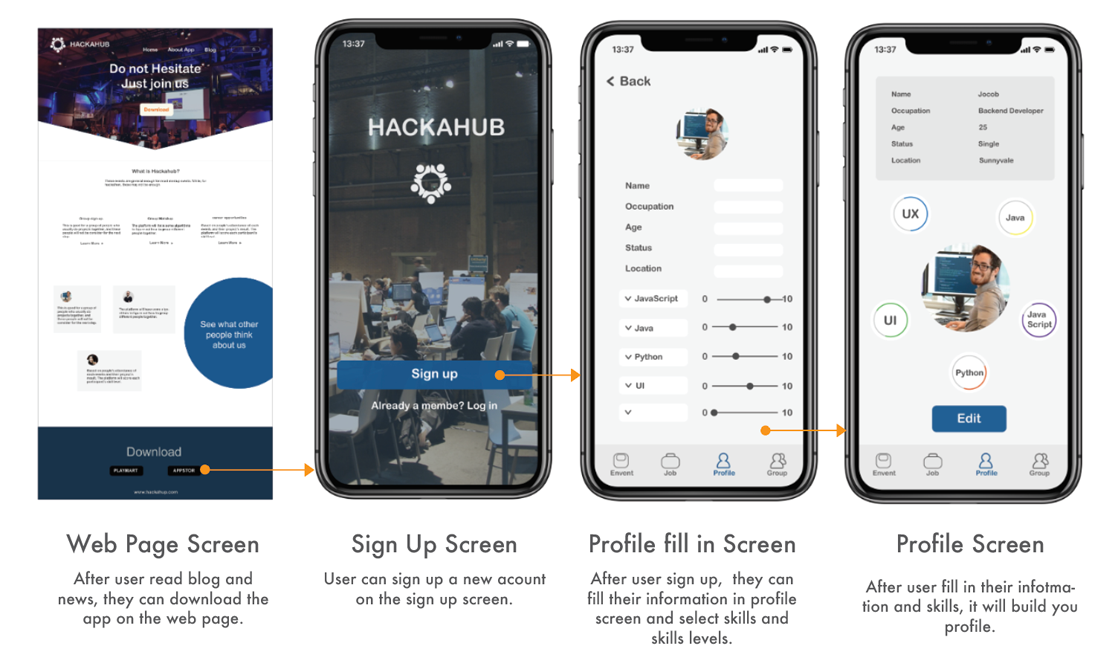 HACKAHUB
Home About App Blog
Do not Hesitate
Just join us
Download
What is Hackahub?
Learn More
Learn More
Learn More
See what other
people think
about us
Download
PLAYMART APPSTOR
www.hackahup.com
Web Page Screen
After user read blog and
news, they can download the
app on the web page.
13:37
HACKAHUB
Sign up
Already a membe? Log in
Sign Up Screen
User can sign up a new acount
on the sign up screen.
13:37
Back
Name
Occupation
Age
Status
Location
JavaScript 0 10
Java 0 10
Python 0 10
UI 0 10
0 10
Envent Job Profile Group
Profile fill in Screen
After user sign up, they can
fill their information in profile
screen and select skills and
skills levels.
13:37
Name Jocob
Occupation Backend Developer
Age 25
Status Single
Location Sunnyvale
UX
Java
UI
Java
Script
Python
Edit
Envent Job Profile Group
Profile Screen
After user fill in their infotma-
tion and skills, it will build you
profile.